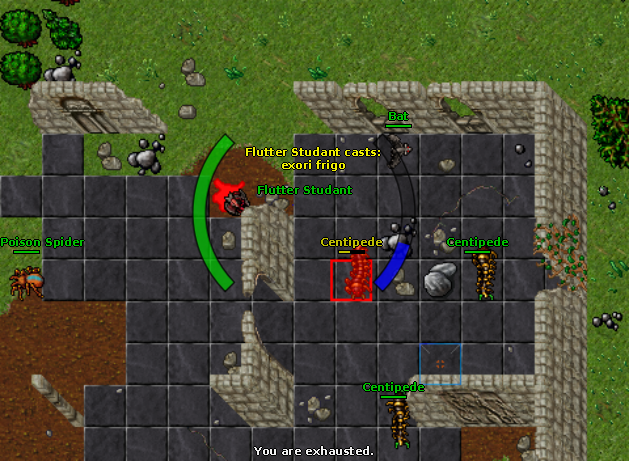 Bat
Flutter Studant casts:
exori frigo
Flutter Studant
Poison Spider
Centipede
Centipede
Centipede
You are exhausted.